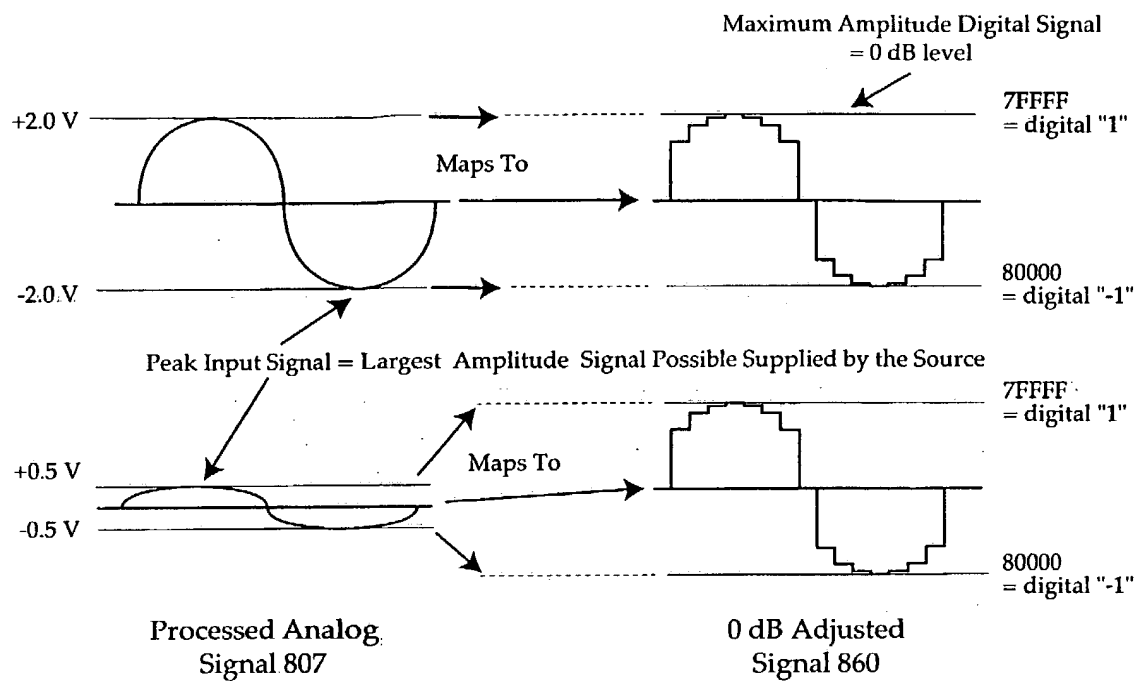 Maximum Amplitude Digital Signal
= 0 dB level
+2.0 V
7FFFF
= digital "1"
Maps To
-2.0 V
80000
= digital "-1"
Peak Input Signal = Largest Amplitude Signal Possible Supplied by the Source
7FFFF
= digital "1"
+0.5 V
Maps To
-0.5 V
80000
= digital "-1"
Processed Analog
Signal 807
0 dB Adjusted
Signal 860